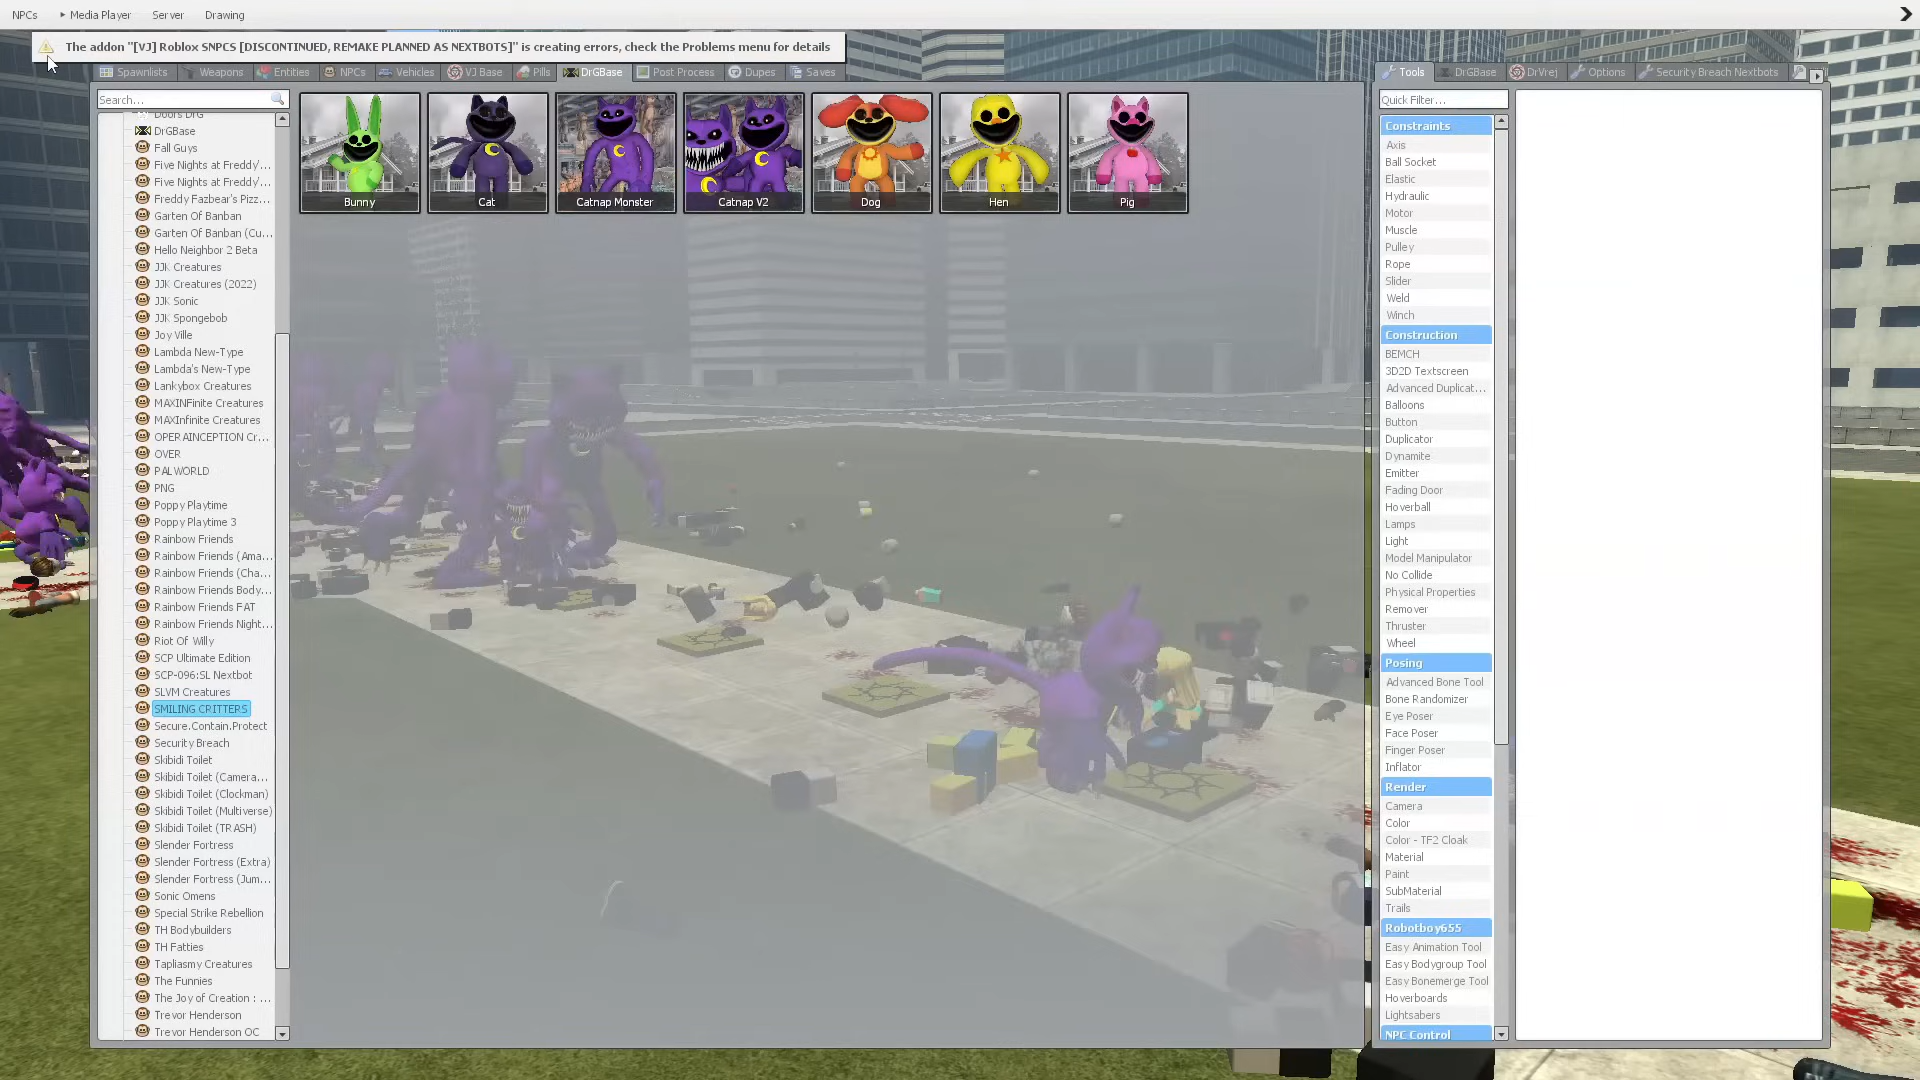 NPCs
Media Player
Server
Drawing
The addon "[VJ] Roblox SNPCS [DISCONTINUED, REMAKE PLANNED AS NEXTBOTS]" is creating errors, check the Problems menu for details
Spawnlists
Weapons
Entities
NPCs
Vehicles
VJ Base
Pills
DrGBase
Post Process
Dupes
Saves
Search...
Doors DrG
DrGBase
Fall Guys
Five Nights at Freddy'...
Five Nights at Freddy'...
Freddy Fazbear's Pizz...
Garten Of Banban
Garten Of Banban (Cu...
Hello Neighbor 2 Beta
JJK Creatures
JJK Creatures (2022)
JJK Sonic
JJK Spongebob
Joy Ville
Lambda New-Type
Lambda's New-Type
Lankybox Creatures
MAXINFinite Creatures
MAXInfinite Creatures
OPERAINCEPTION Cr...
OVER
PALWORLD
PNG
Poppy Playtime
Poppy Playtime 3
Rainbow Friends
Rainbow Friends (Ama...
Rainbow Friends (Cha...
Rainbow Friends Body...
Rainbow Friends FAT
Rainbow Friends Night...
Riot Of Willy
SCP Ultimate Edition
SCP-096:SL Nextbot
SLVM Creatures
SMILING CRITTERS
Secure.Contain.Protect
Security Breach
Skibidi Toilet
Skibidi Toilet (Camera...
Skibidi Toilet (Clockman)
Skibidi Toilet (Multiverse)
Skibidi Toilet (TRASH)
Slender Fortress
Slender Fortress (Extra)
Slender Fortress (Jum...
Sonic Omens
Special Strike Rebellion
TH Bodybuilders
TH Fatties
Tapliasmy Creatures
The Funnies
The Joy of Creation : ...
Trevor Henderson
Trevor Henderson OC
Bunny
Cat
Catnap Monster
Catnap V2
Dog
Hen
Pig
Tools
DrGBase
DrVrej
Options
Security Breach Nextbots
Quick Filter...
Constraints
Axis
Ball Socket
Elastic
Hydraulic
Motor
Muscle
Pulley
Rope
Slider
Weld
Winch
Construction
BEMCH
3D2D Textscreen
Advanced Duplicat...
Balloons
Button
Duplicator
Dynamite
Emitter
Fading Door
Hoverball
Lamps
Light
Model Manipulator
No Collide
Physical Properties
Remover
Thruster
Wheel
Posing
Advanced Bone Tool
Bone Randomizer
Eye Poser
Face Poser
Finger Poser
Inflator
Render
Camera
Color
Color - TF2 Cloak
Material
Paint
SubMaterial
Trails
Robotboy655
Easy Animation Tool
Easy Bodygroup Tool
Easy Bonemerge Tool
Hoverboards
Lightsabers
NPC Control